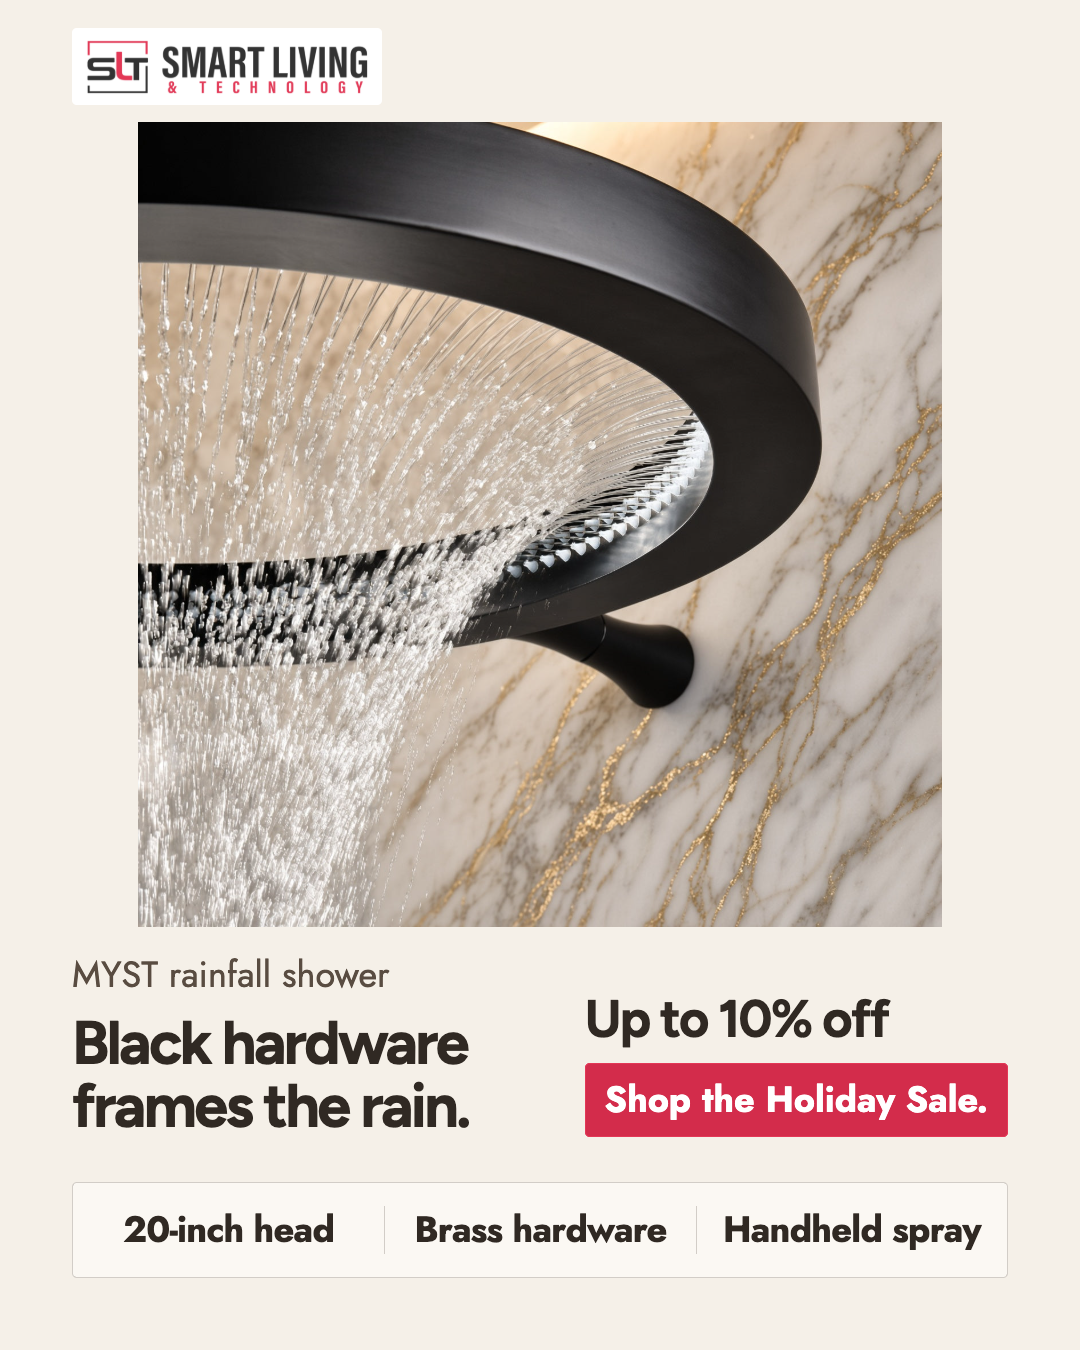 SLT SMART LIVING
& TECHNOLOGY
MYST rainfall shower
Black hardware
frames the rain.
Up to 10% off
Shop the Holiday Sale.
20-inch head
Brass hardware
Handheld spray